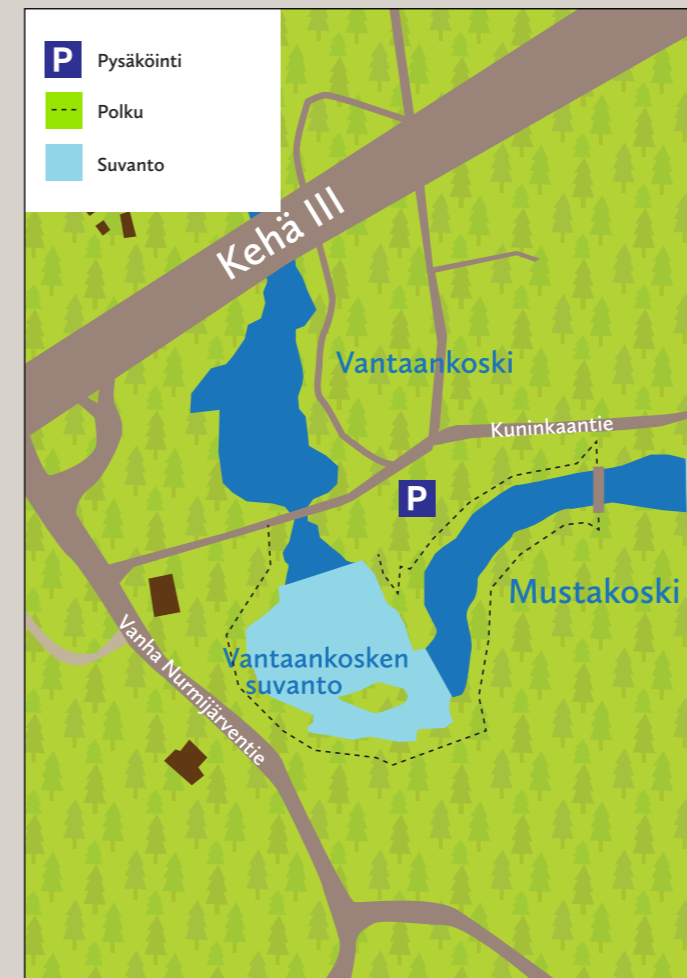 P Pysäköinti
Polku
Suvanto
Kehä III
Vantaankoski
Kuninkaantie
P
Mustakoski
Vanha Nurmijärventie
Vantaankosken
suvanto